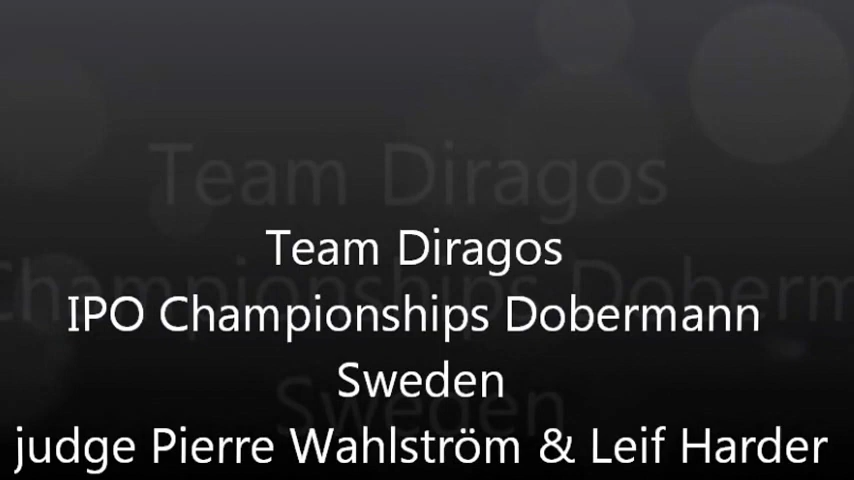 Team Diragos
IPO Championships Dobermann
Sweden
judge Pierre Wahlström & Leif Harder